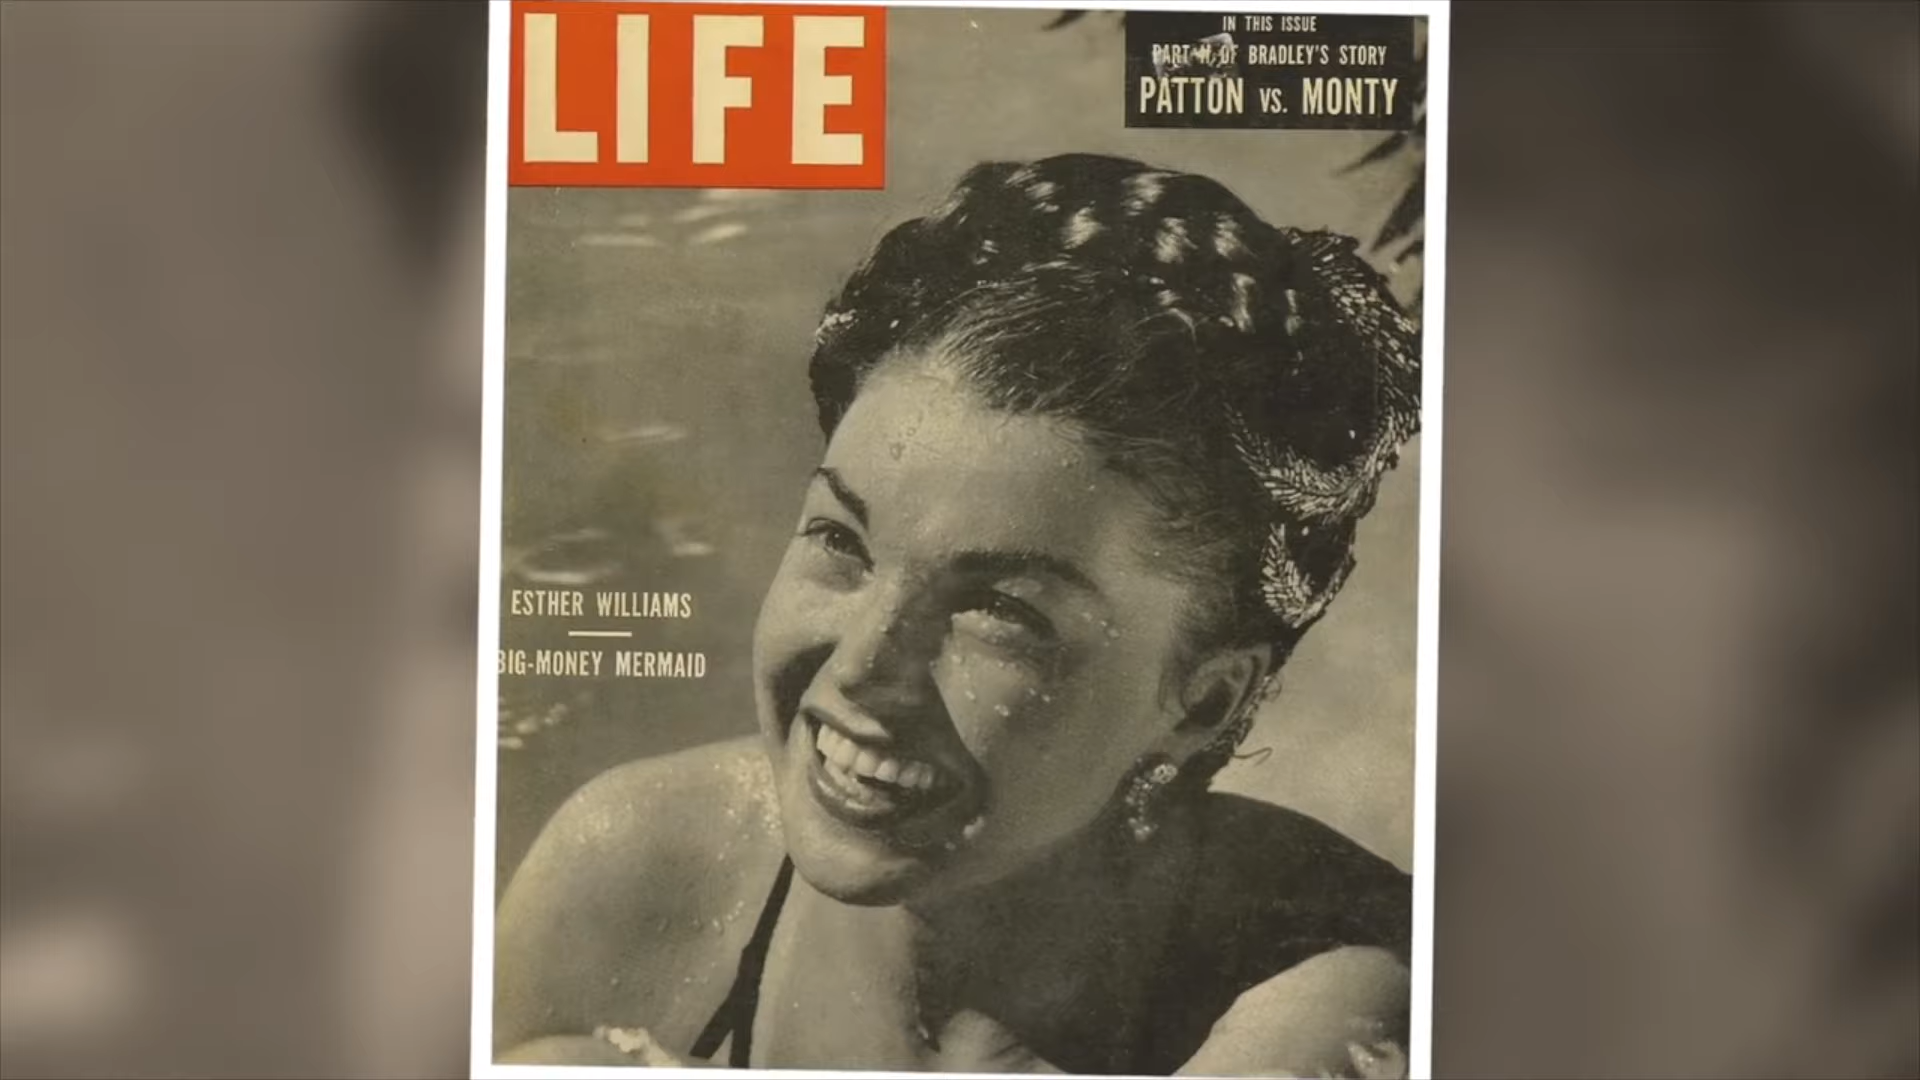 LIFE
IN THIS ISSUE
PART II OF BRADLEY'S STORY
PATTON VS. MONTY
ESTHER WILLIAMS
BIG-MONEY MERMAID